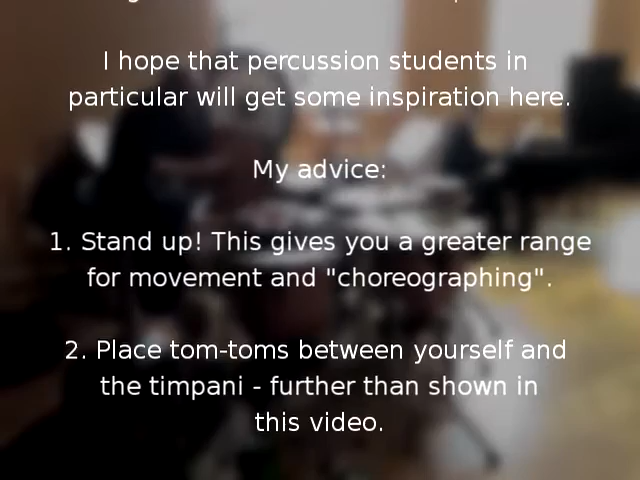 I hope that percussion students in
particular will get some inspiration here.
My advice:
1. Stand up! This gives you a greater range
for movement and "choreographing".
2. Place tom-toms between yourself and
the timpani - further than shown in
this video.